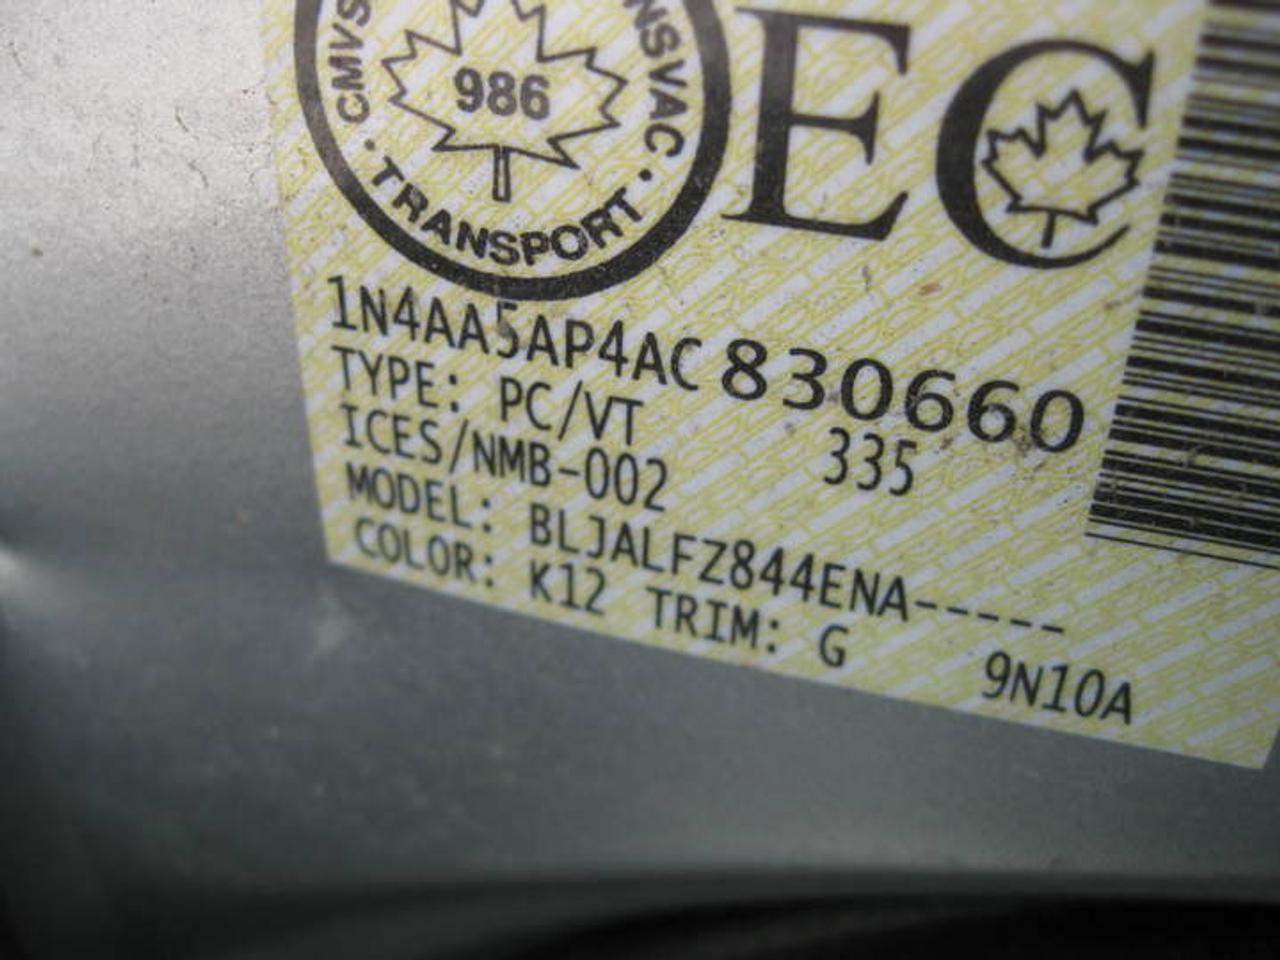 CMVS NSVAC
986
· TRANSPORT ·
EC
1N4AA5AP4AC830660
TYPE: PC/VT 335
ICES/NMB-002
MODEL: BLJALFZ844ENA-----
COLOR: K12 TRIM: G 9N10A